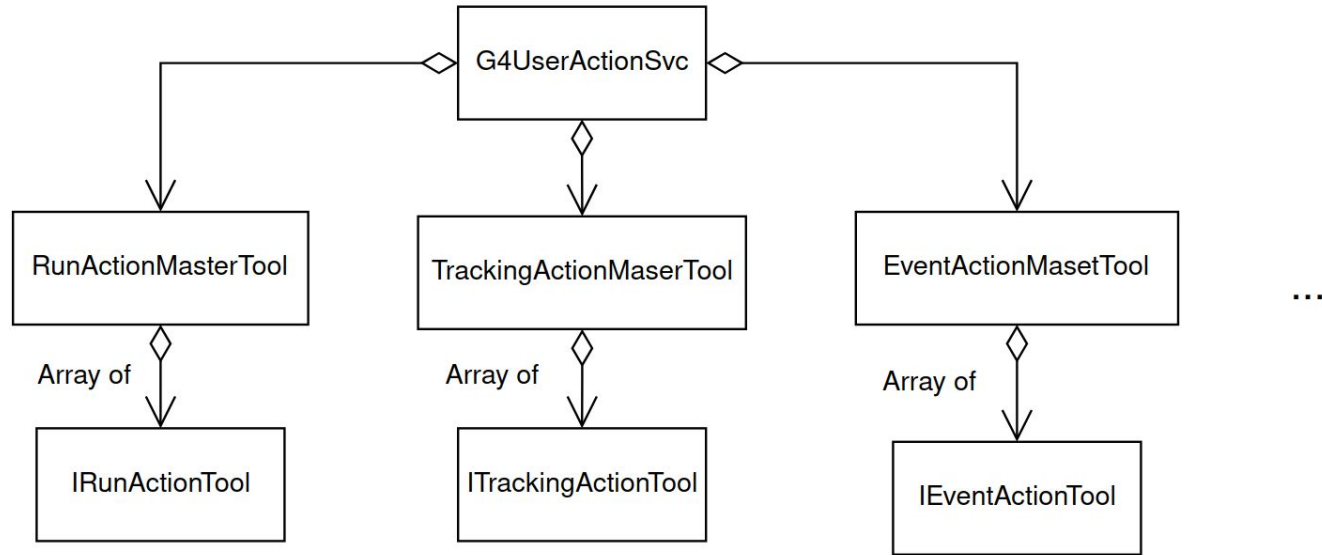 G4UserActionSvc
RunActionMasterTool
TrackingActionMaserTool
EventActionMasetTool
...
Array of
Array of
Array of
IRunActionTool
ITrackingActionTool
IEventActionTool